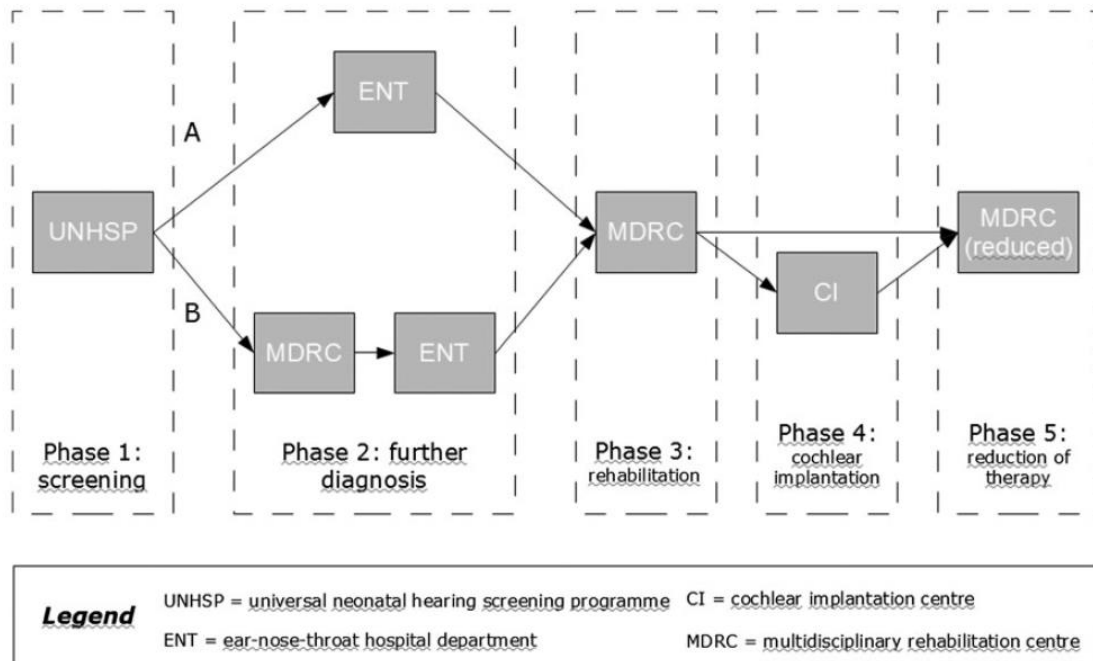 ENT
A
UNHSP
MDRC
MDRC
(reduced)
CI
B
MDRC
ENT
Phase 1:
screening
Phase 2: further
diagnosis
Phase 3:
rehabilitation
Phase 4:
cochlear
implantation
Phase 5:
reduction of
therapy
Legend
UNHSP = universal neonatal hearing screening programme
CI = cochlear implantation centre
ENT = ear-nose-throat hospital department
MDRC = multidisciplinary rehabilitation centre